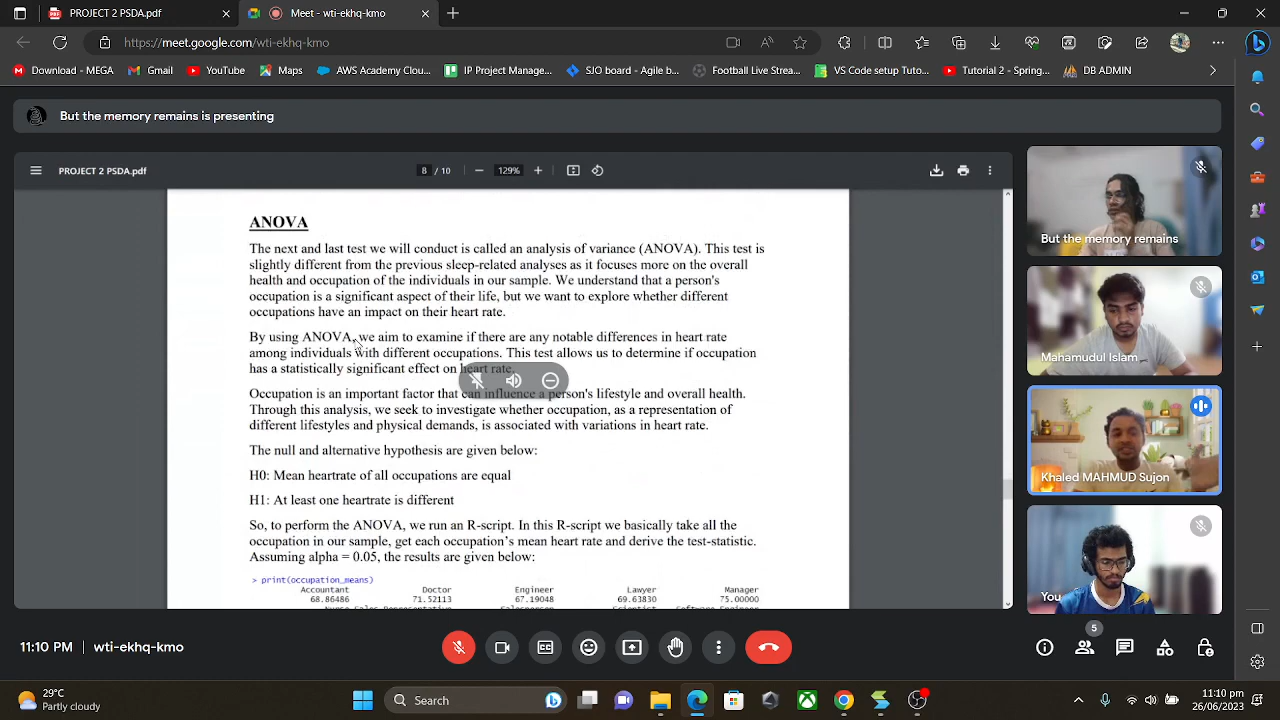 PROJECT 2 PSDA.pdf
Meet - wti-ekhq-kmo
https://meet.google.com/wti-ekhq-kmo
Download - MEGA
Gmail
YouTube
Maps
AWS Academy Clou...
IP Project Manage...
SJO board - Agile b...
Football Live Strea...
VS Code setup Tuto...
Tutorial 2 - Spring...
DB ADMIN
But the memory remains is presenting
PROJECT 2 PSDA.pdf
8 / 10
129%
ANOVA
The next and last test we will conduct is called an analysis of variance (ANOVA). This test is
slightly different from the previous sleep-related analyses as it focuses more on the overall
health and occupation of the individuals in our sample. We understand that a person's
occupation is a significant aspect of their life, but we want to explore whether different
occupations have an impact on their heart rate.
By using ANOVA, we aim to examine if there are any notable differences in heart rate
among individuals with different occupations. This test allows us to determine if occupation
has a statistically significant effect on heart rate.
Occupation is an important factor that can influence a person's lifestyle and overall health.
Through this analysis, we seek to investigate whether occupation, as a representation of
different lifestyles and physical demands, is associated with variations in heart rate.
The null and alternative hypothesis are given below:
H0: Mean heartrate of all occupations are equal
H1: At least one heartrate is different
So, to perform the ANOVA, we run an R-script. In this R-script we basically take all the
occupation in our sample, get each occupation's mean heart rate and derive the test-statistic.
Assuming alpha = 0.05, the results are given below:
> print(occupation_means)
Accountant Doctor Engineer Lawyer Manager
68.86486 71.52113 67.19048 69.63830 75.00000
Nurse Sales Representative Salesperson Scientist Software Engineer
But the memory remains
Mahamudul Islam
Khaled MAHMUD Sujon
You
5
11:10 PM
wti-ekhq-kmo
29°C
Partly cloudy
Search
11:10 pm
26/06/2023